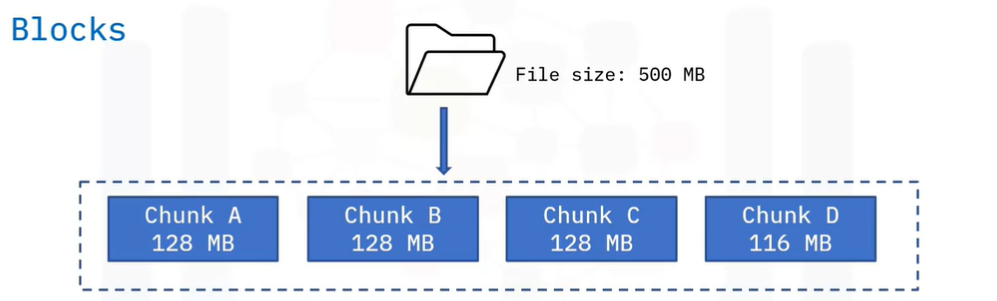 Blocks
File size: 500 MB
Chunk A
128 MB
Chunk B
128 MB
Chunk C
128 MB
Chunk D
116 MB